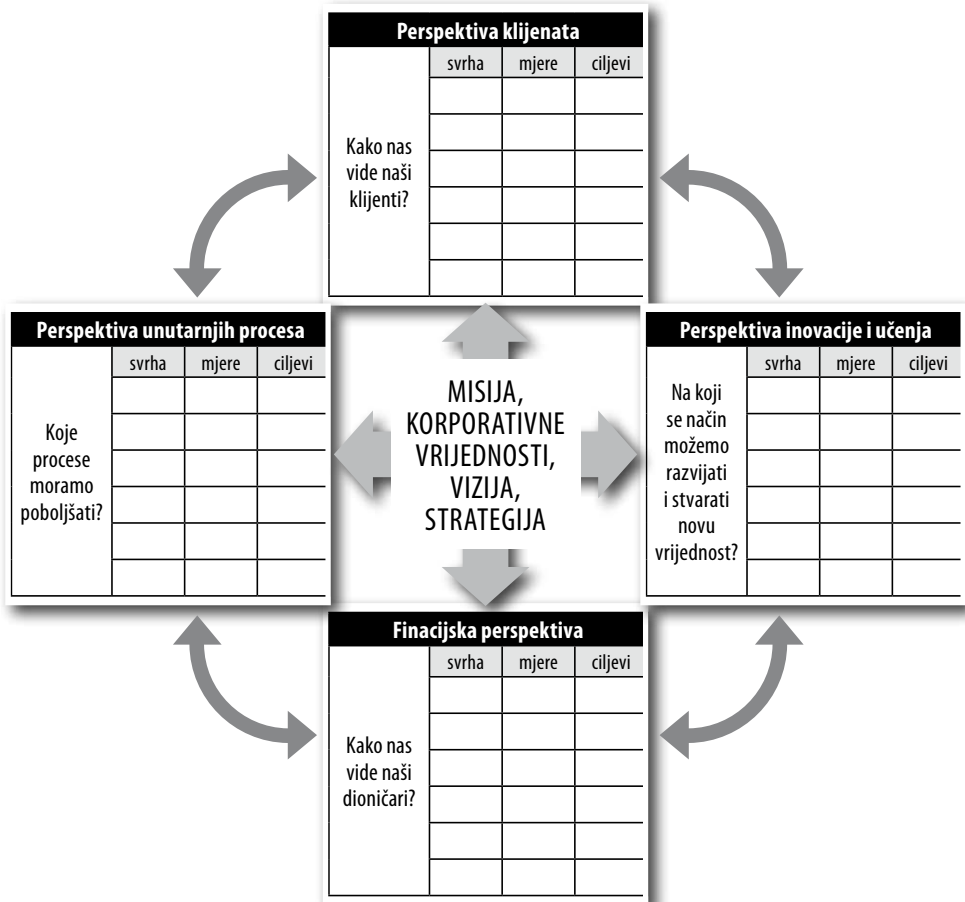 Perspektiva klijenata
svrha mjere ciljevi
Kako nas
vide naši
klijenti?
Perspektiva unutarnjih procesa
svrha mjere ciljevi
Koje
procese
moramo
poboljšati?
MISIJA,
KORPORATIVNE
VRIJEDNOSTI,
VIZIJA,
STRATEGIJA
Perspektiva inovacije i učenja
svrha mjere ciljevi
Na koji
se način
možemo
razvijati
i stvarati
novu
vrijednost?
Finacijska perspektiva
svrha mjere ciljevi
Kako nas
vide naši
dioničari?